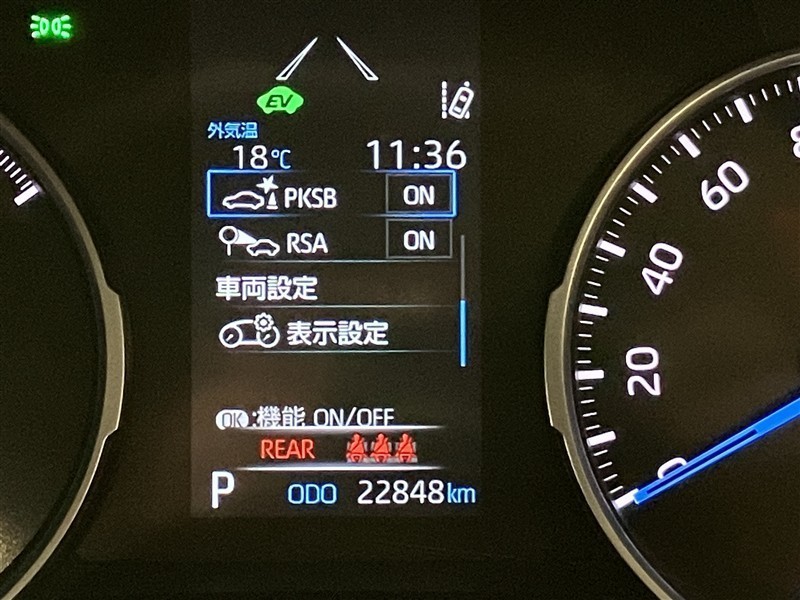 EV
外気温
18℃ 11:36
PKSB ON
RSA ON
車両設定
表示設定
OK:機能 ON/OFF
REAR
P ODO 22848km
60
40
20
0